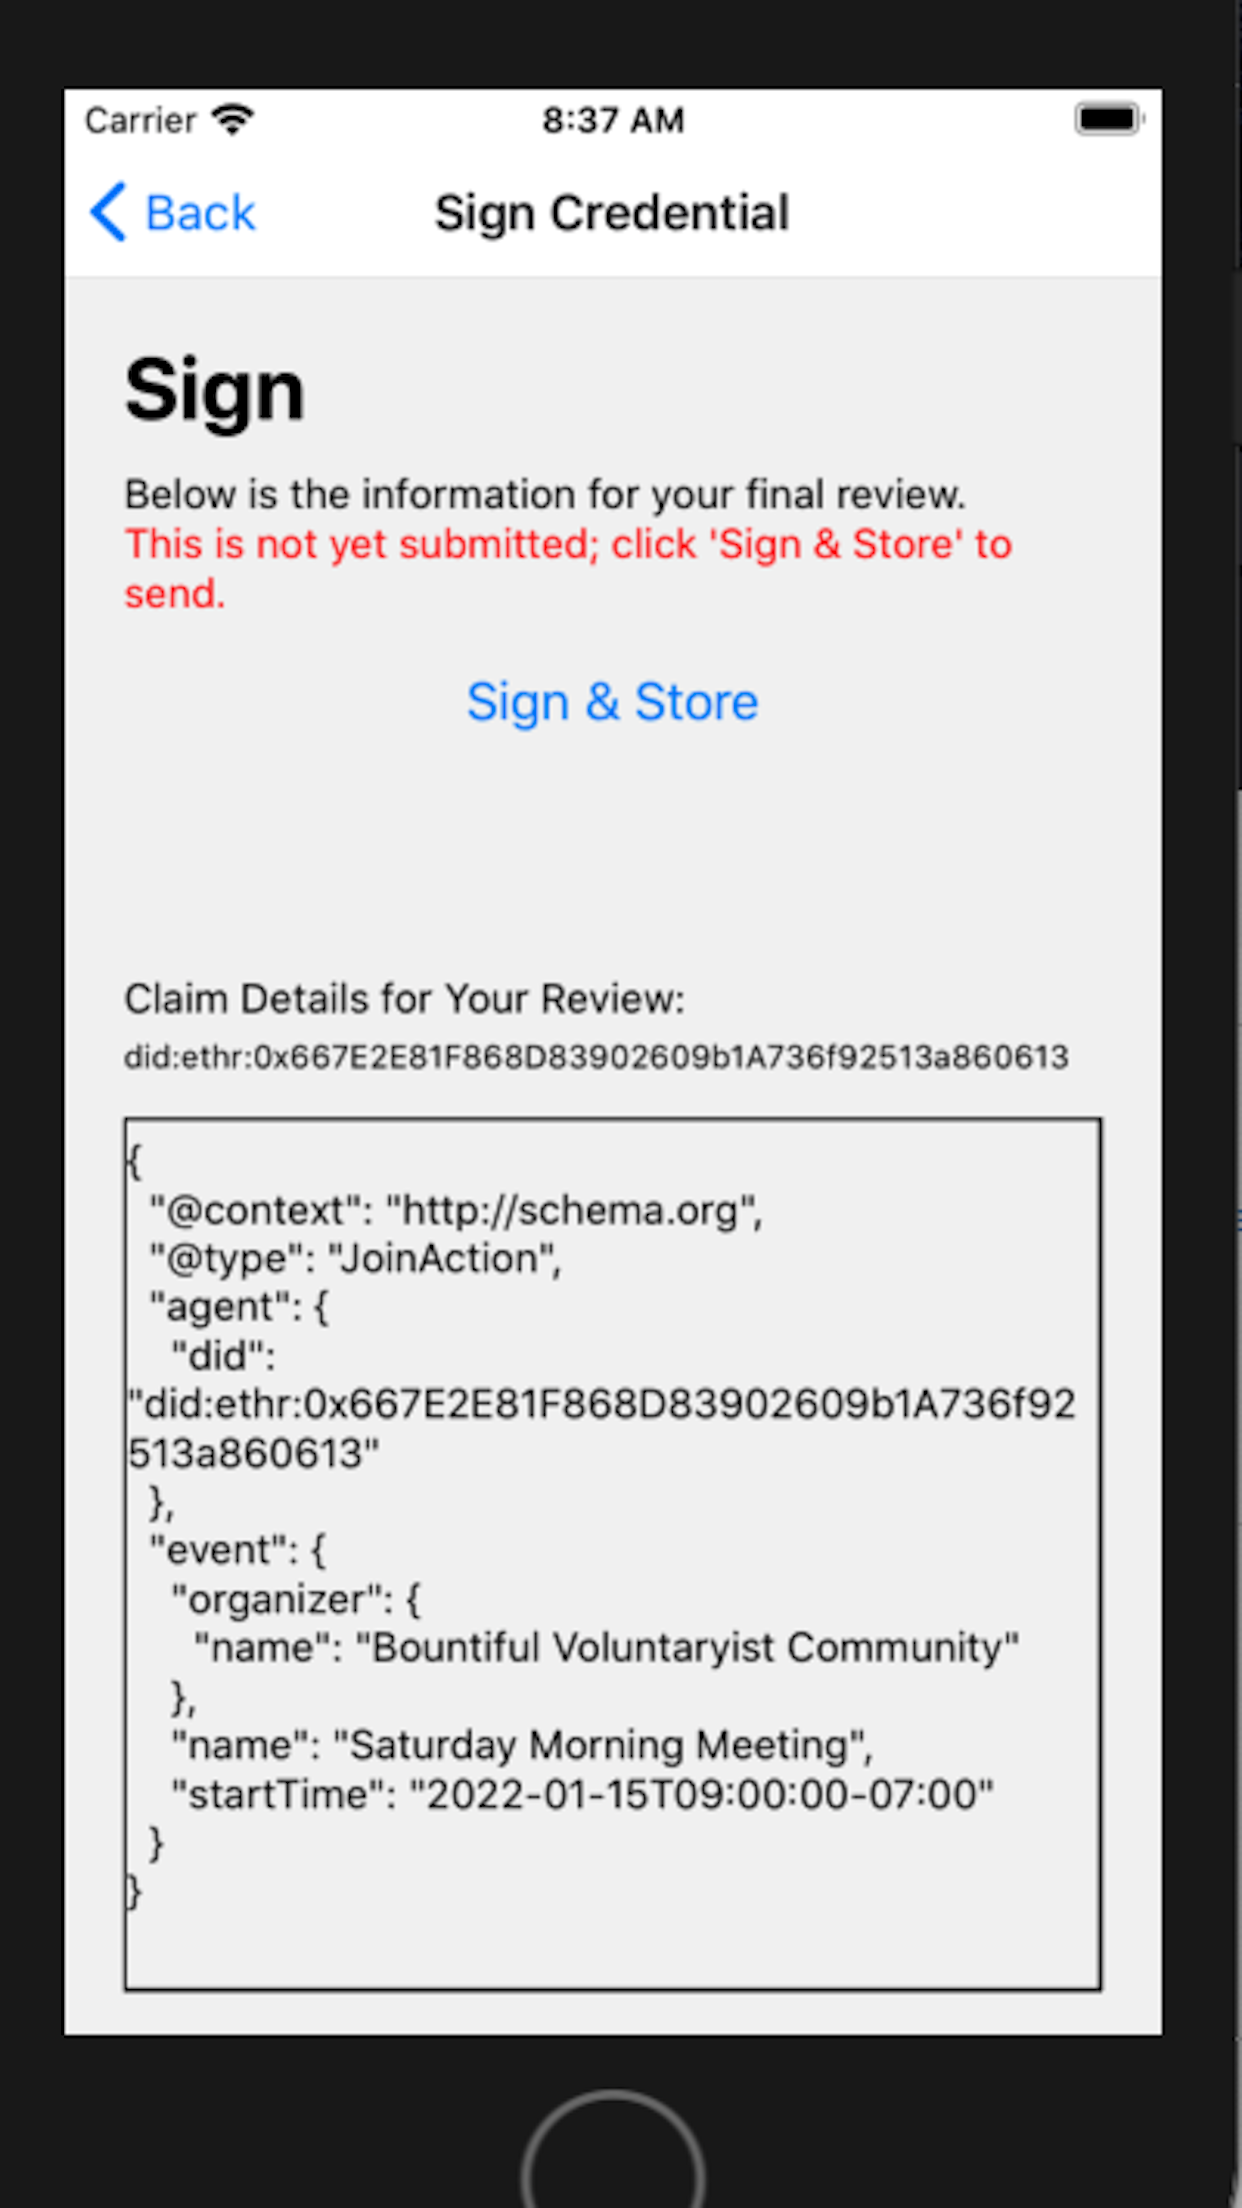 Carrier 8:37 AM
Back Sign Credential
Sign
Below is the information for your final review.
This is not yet submitted; click 'Sign & Store' to
send.
Sign & Store
Claim Details for Your Review:
did:ethr:0x667E2E81F868D83902609b1A736f92513a860613
{
  "@context": "http://schema.org",
  "@type": "JoinAction",
  "agent": {
    "did":
"did:ethr:0x667E2E81F868D83902609b1A736f92
513a860613"
  },
  "event": {
    "organizer": {
      "name": "Bountiful Voluntaryist Community"
    },
    "name": "Saturday Morning Meeting",
    "startTime": "2022-01-15T09:00:00-07:00"
  }
}